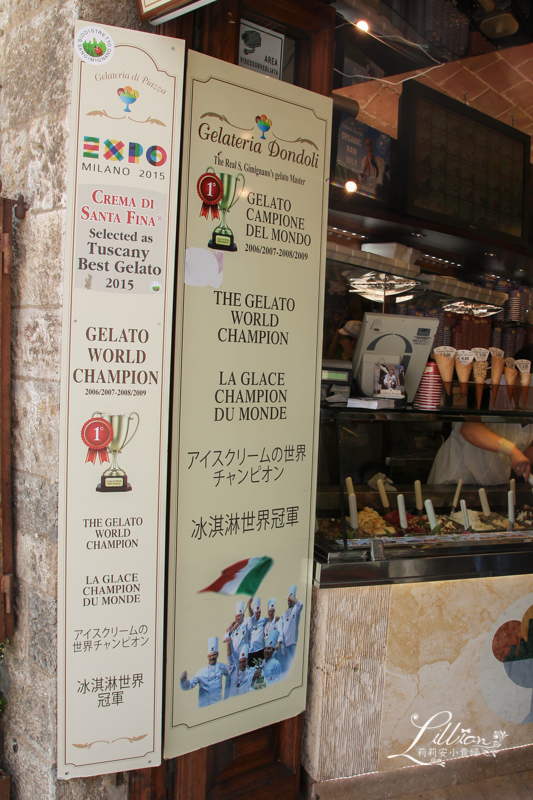 BIODISTRETTO
SAN GIMIGNANO
Gelateria di Piazza
EXPO
MILANO 2015
CREMA DI
SANTA FINA®
Selected as
Tuscany
Best Gelato
2015
GELATO
WORLD
CHAMPION
2006/2007-2008/2009
1°
THE GELATO
WORLD
CHAMPION
LA GLACE
CHAMPION
DU MONDE
アイスクリームの
世界チャンピオン
冰淇淋世界
冠軍
AREA
VIDEOSORVEGLIATA
Gelateria Dondoli
The Real S. Gimignano's gelato Master
1°
GELATO
CAMPIONE
DEL MONDO
2006/2007-2008/2009
THE GELATO
WORLD
CHAMPION
LA GLACE
CHAMPION
DU MONDE
アイスクリームの世界
チャンピオン
冰淇淋世界冠軍
Lillian
莉莉安小貴婦